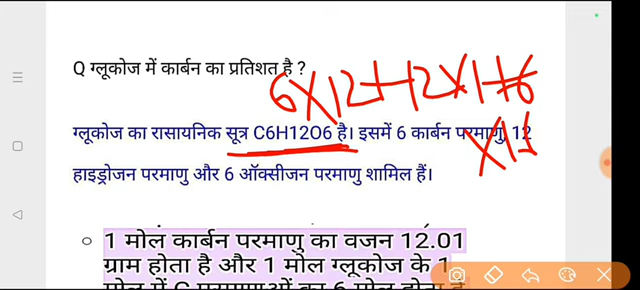 Q ग्लूकोज में कार्बन का प्रतिशत है ?
6×12+12×1+6
ग्लूकोज का रासायनिक सूत्र C6H12O6 है। इसमें 6 कार्बन परमाणु, 12
हाइड्रोजन परमाणु और 6 ऑक्सीजन परमाणु शामिल हैं।
1 मोल कार्बन परमाणु का वजन 12.01
ग्राम होता है और 1 मोल ग्लूकोज के 1